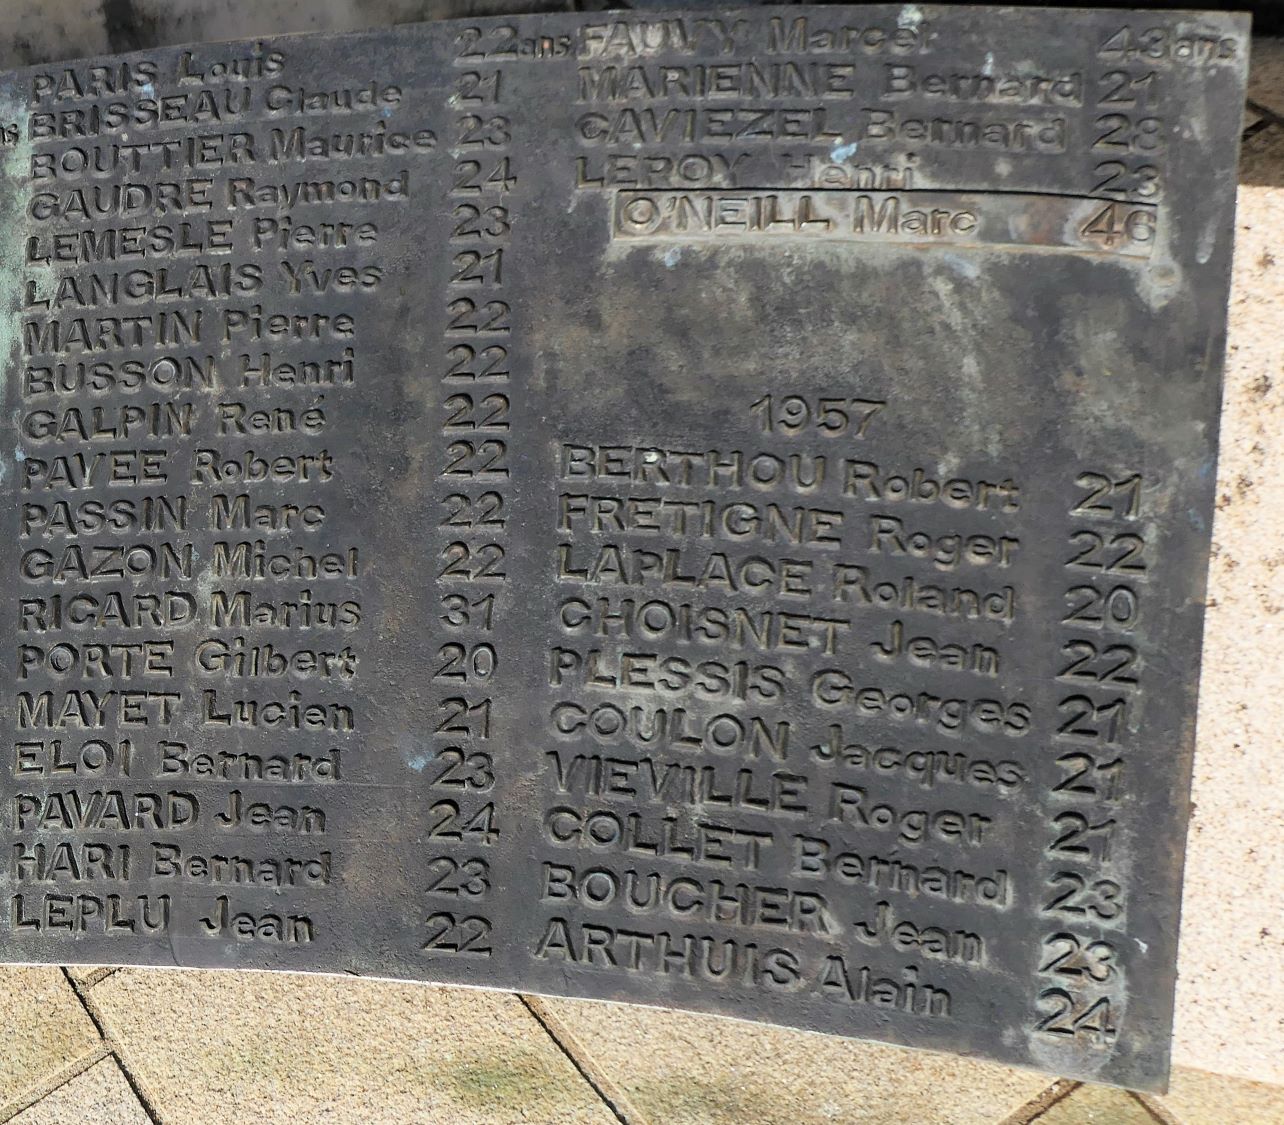 PARIS Louis 22ans
BRISSEAU Claude 21
BOUTTIER Maurice 23
GAUDRE Raymond 24
LEMESLE Pierre 23
LANGLAIS Yves 21
MARTIN Pierre 22
BUSSON Henri 22
GALPIN René 22
PAVEE Robert 22
PASSIN Marc 22
GAZON Michel 22
RICARD Marius 31
PORTE Gilbert 20
MAYET Lucien 21
ELOI Bernard 23
PAVARD Jean 24
HARI Bernard 23
LEPLU Jean 22
FAUVY Marcel 43ans
MARIENNE Bernard 21
CAVIEZEL Bernard 23
LEROY Henri 23
O'NEILL Marc 46
1957
BERTHOU Robert 21
FRETIGNE Roger 22
LAPLACE Roland 20
CHOISNET Jean 22
PLESSIS Georges 21
COULON Jacques 21
VIEVILLE Roger 21
COLLET Bernard 23
BOUCHER Jean 23
ARTHUIS Alain 24